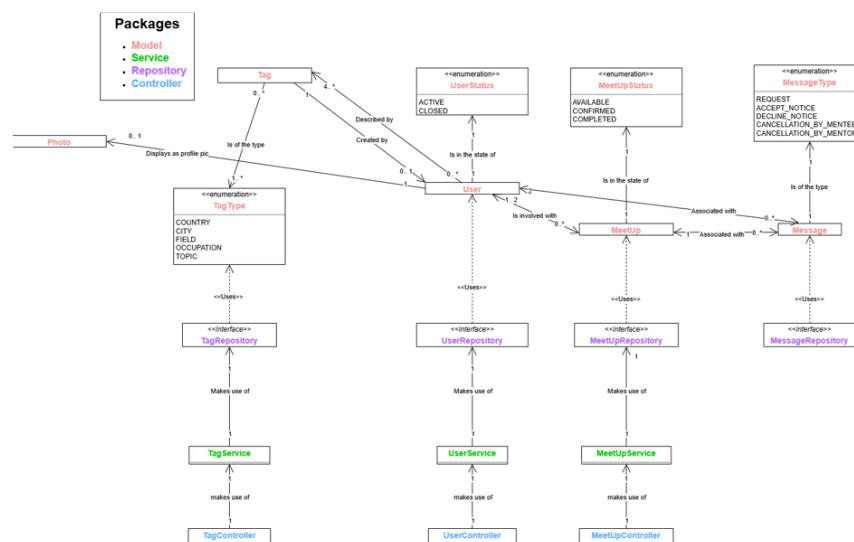 Packages
Model
Service
Repository
Controller
Tag
<<enumeration>>
UserStatus
ACTIVE
CLOSED
<<enumeration>>
MeetUpStatus
AVAILABLE
CONFIRMED
COMPLETED
<<enumeration>>
MessageType
REQUEST
ACCEPT_NOTICE
DECLINE_NOTICE
CANCELLATION_BY_MENTEE
CANCELLATION_BY_MENTOR
0..*
1
4..*
Described by
Created by
1
1
1
0..1
Photo
Displays as profile pic
Is of the type
Is in the state of
Is in the state of
Is of the type
1..*
0..1
1
0..*
1
1
1
<<enumeration>>
TagType
COUNTRY
CITY
FIELD
OCCUPATION
TOPIC
User
2
1..2
Associated with
0..*
Is involved with
0..*
MeetUp
1
Associated with
0..*
Message
<<Uses>>
<<Uses>>
<<Uses>>
<<Uses>>
<<Interface>>
TagRepository
<<Interface>>
UserRepository
<<Interface>>
MeetUpRepository
<<Interface>>
MessageRepository
1
1
1
Makes use of
Makes use of
Makes use of
1
1
1
TagService
UserService
MeetUpService
1
1
1
makes use of
makes use of
makes use of
1
1
1
TagController
UserController
MeetUpController